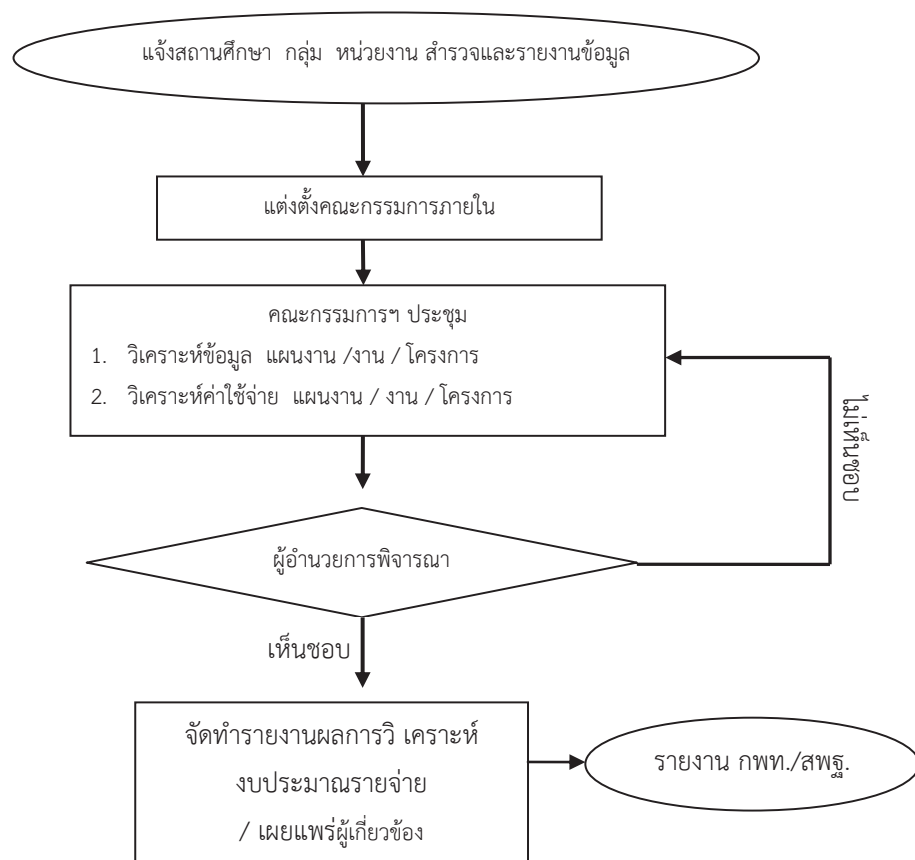 แจ้งสถานศึกษา กลุ่ม หน่วยงาน สำรวจและรายงานข้อมูล
แต่งตั้งคณะกรรมการภายใน
คณะกรรมการฯ ประชุม
1. วิเคราะห์ข้อมูล แผนงาน /งาน / โครงการ
2. วิเคราะห์ค่าใช้จ่าย แผนงาน / งาน / โครงการ
ไม่เห็นชอบ
ผู้อำนวยการพิจารณา
เห็นชอบ
จัดทำรายงานผลการวิ เคราะห์
งบประมาณรายจ่าย
/ เผยแพร่ผู้เกี่ยวข้อง
รายงาน กพท./สพฐ.